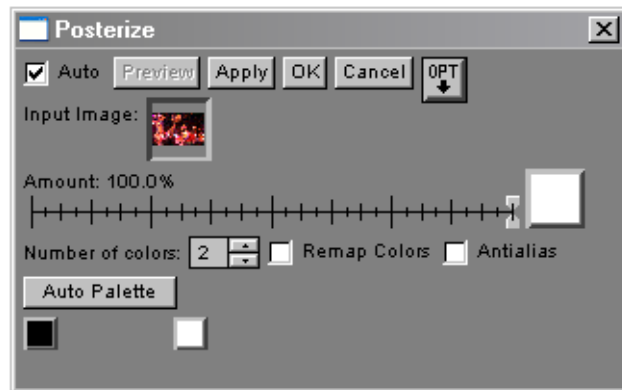 Posterize
Auto Preview Apply OK Cancel OPT
Input Image:
Amount: 100.0%
Number of colors: 2 Remap Colors Antialias
Auto Palette